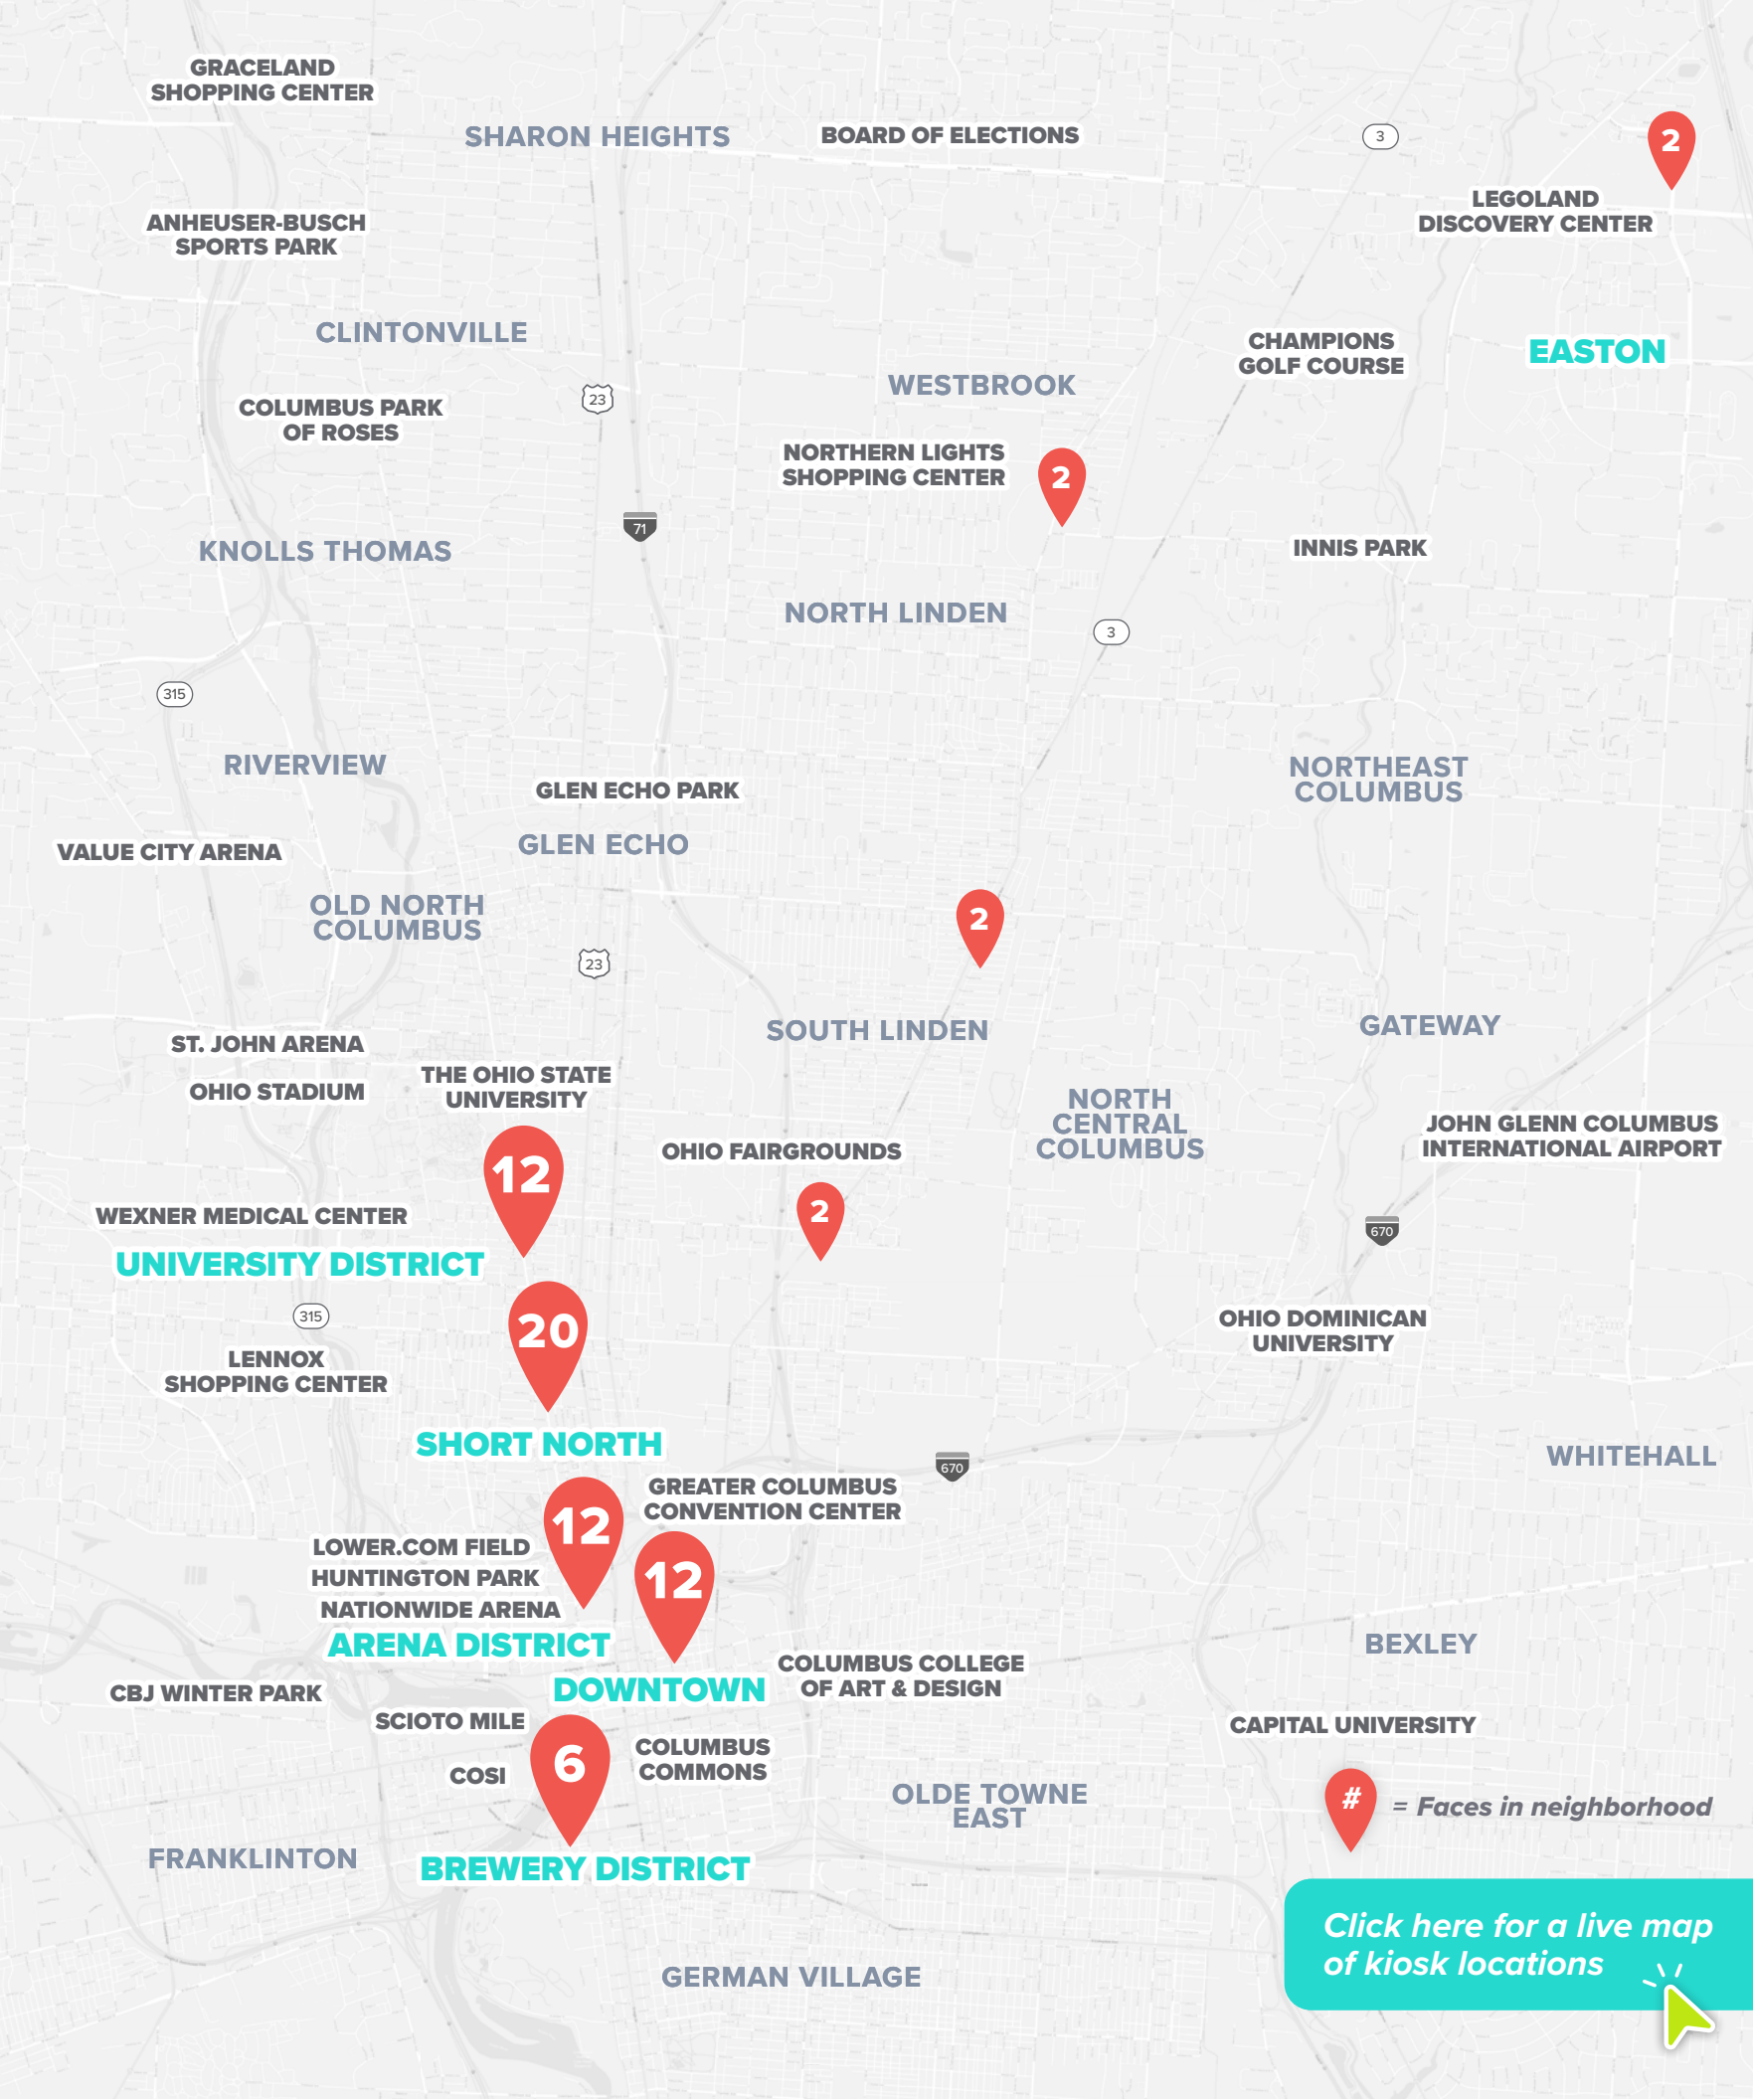 GRACELAND
SHOPPING CENTER
SHARON HEIGHTS
BOARD OF ELECTIONS
3
2
LEGOLAND
DISCOVERY CENTER
ANHEUSER-BUSCH
SPORTS PARK
CLINTONVILLE
CHAMPIONS
GOLF COURSE
EASTON
WESTBROOK
23
COLUMBUS PARK
OF ROSES
NORTHERN LIGHTS
SHOPPING CENTER
2
71
KNOLLS THOMAS
INNIS PARK
NORTH LINDEN
3
315
RIVERVIEW
NORTHEAST
COLUMBUS
GLEN ECHO PARK
GLEN ECHO
VALUE CITY ARENA
OLD NORTH
COLUMBUS
2
23
SOUTH LINDEN
GATEWAY
ST. JOHN ARENA
OHIO STADIUM
THE OHIO STATE
UNIVERSITY
NORTH
CENTRAL
COLUMBUS
JOHN GLENN COLUMBUS
INTERNATIONAL AIRPORT
OHIO FAIRGROUNDS
12
2
WEXNER MEDICAL CENTER
670
UNIVERSITY DISTRICT
315
20
OHIO DOMINICAN
UNIVERSITY
LENNOX
SHOPPING CENTER
SHORT NORTH
WHITEHALL
670
GREATER COLUMBUS
CONVENTION CENTER
12
LOWER.COM FIELD
HUNTINGTON PARK
12
NATIONWIDE ARENA
ARENA DISTRICT
BEXLEY
COLUMBUS COLLEGE
OF ART & DESIGN
DOWNTOWN
CBJ WINTER PARK
SCIOTO MILE
CAPITAL UNIVERSITY
COLUMBUS
COMMONS
6
COSI
OLDE TOWNE
EAST
#
= Faces in neighborhood
FRANKLINTON
BREWERY DISTRICT
Click here for a live map
of kiosk locations
GERMAN VILLAGE